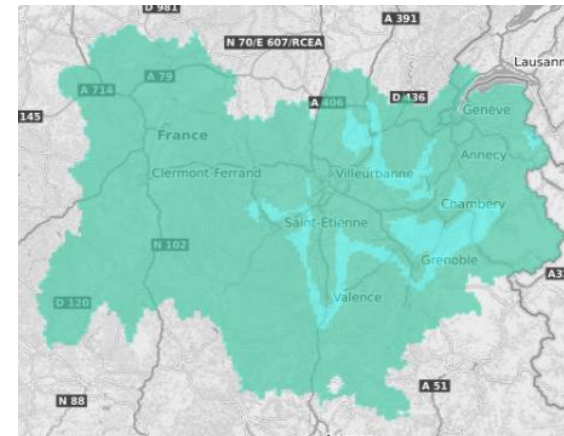 D 981
A 391
N 70/E 607/RCEA
Lausann
A 79
A 714
A 406
D 436
145
Genève
France
Annecy
Clermont-Ferrand
Villeurbanne
Chambéry
Saint-Étienne
N 102
Grenoble
D 120
Valence
A 51
N 88